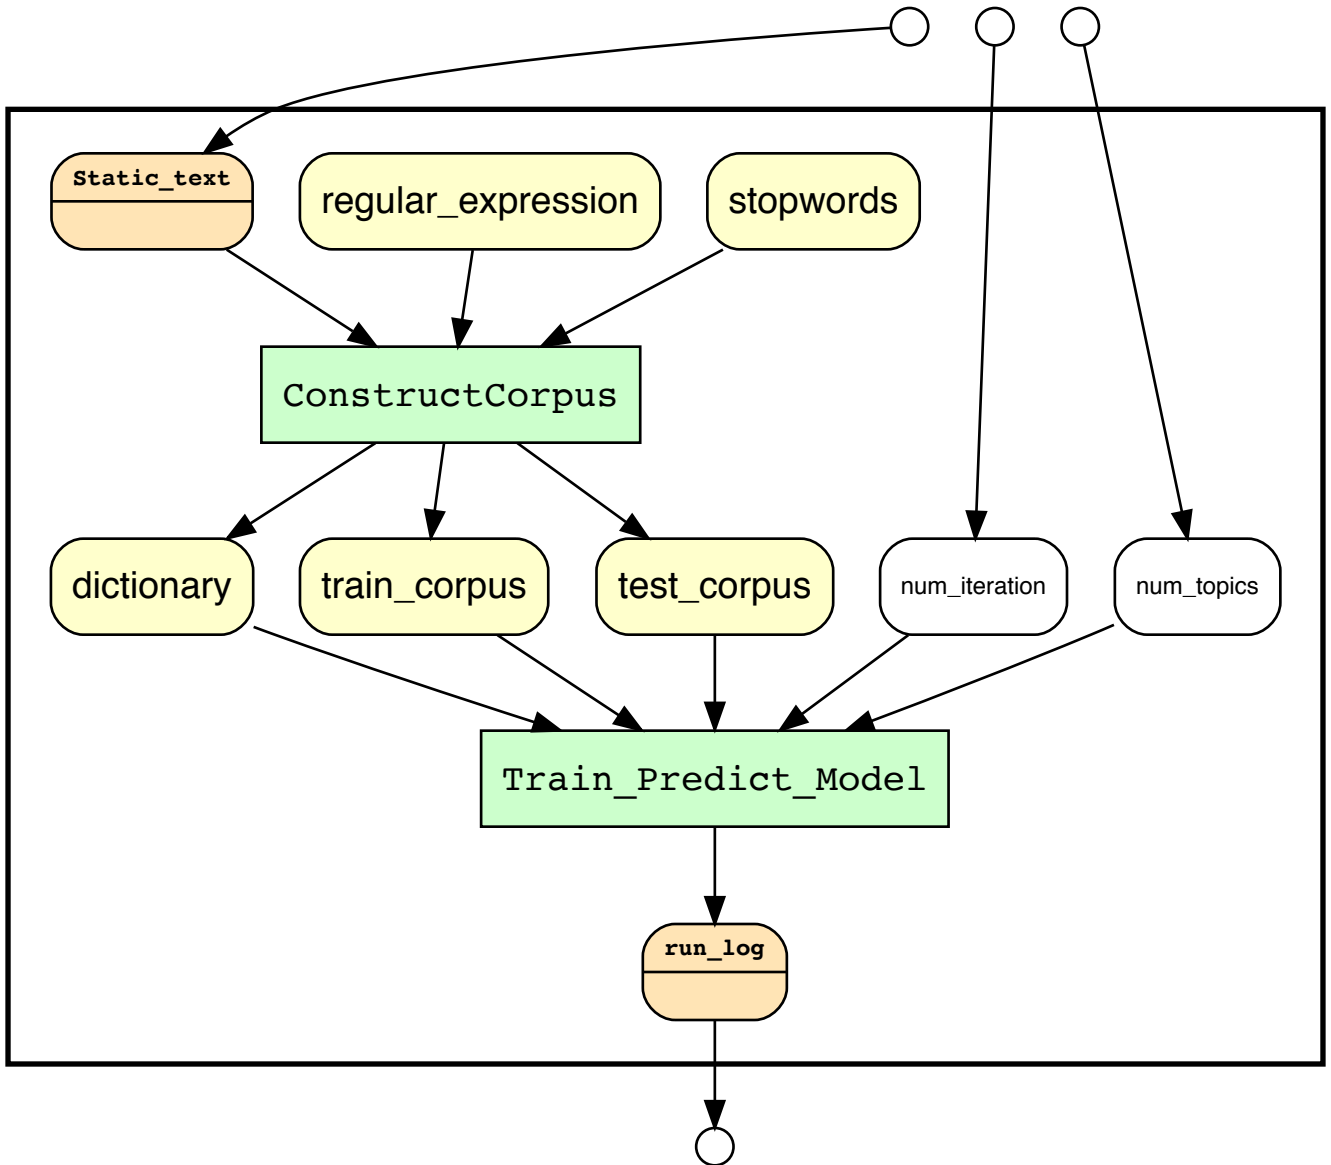 Static_text
regular_expression
stopwords
ConstructCorpus
dictionary
train_corpus
test_corpus
num_iteration
num_topics
Train_Predict_Model
run_log